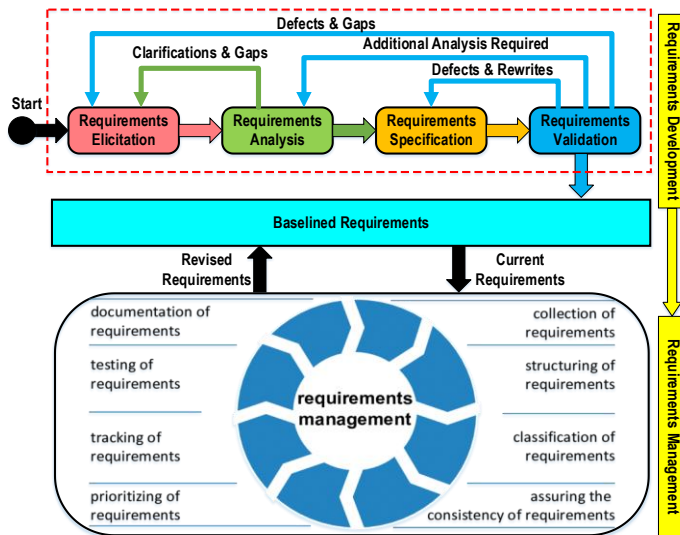 Defects & Gaps
Clarifications & Gaps
Additional Analysis Required
Defects & Rewrites
Start
Requirements
Elicitation
Requirements
Analysis
Requirements
Specification
Requirements
Validation
Requirements Development
Baselined Requirements
Revised
Requirements
Current
Requirements
documentation of
requirements
testing of
requirements
tracking of
requirements
prioritizing of
requirements
requirements
management
collection of
requirements
structuring of
requirements
classification of
requirements
assuring the
consistency of requirements
Requirements Management